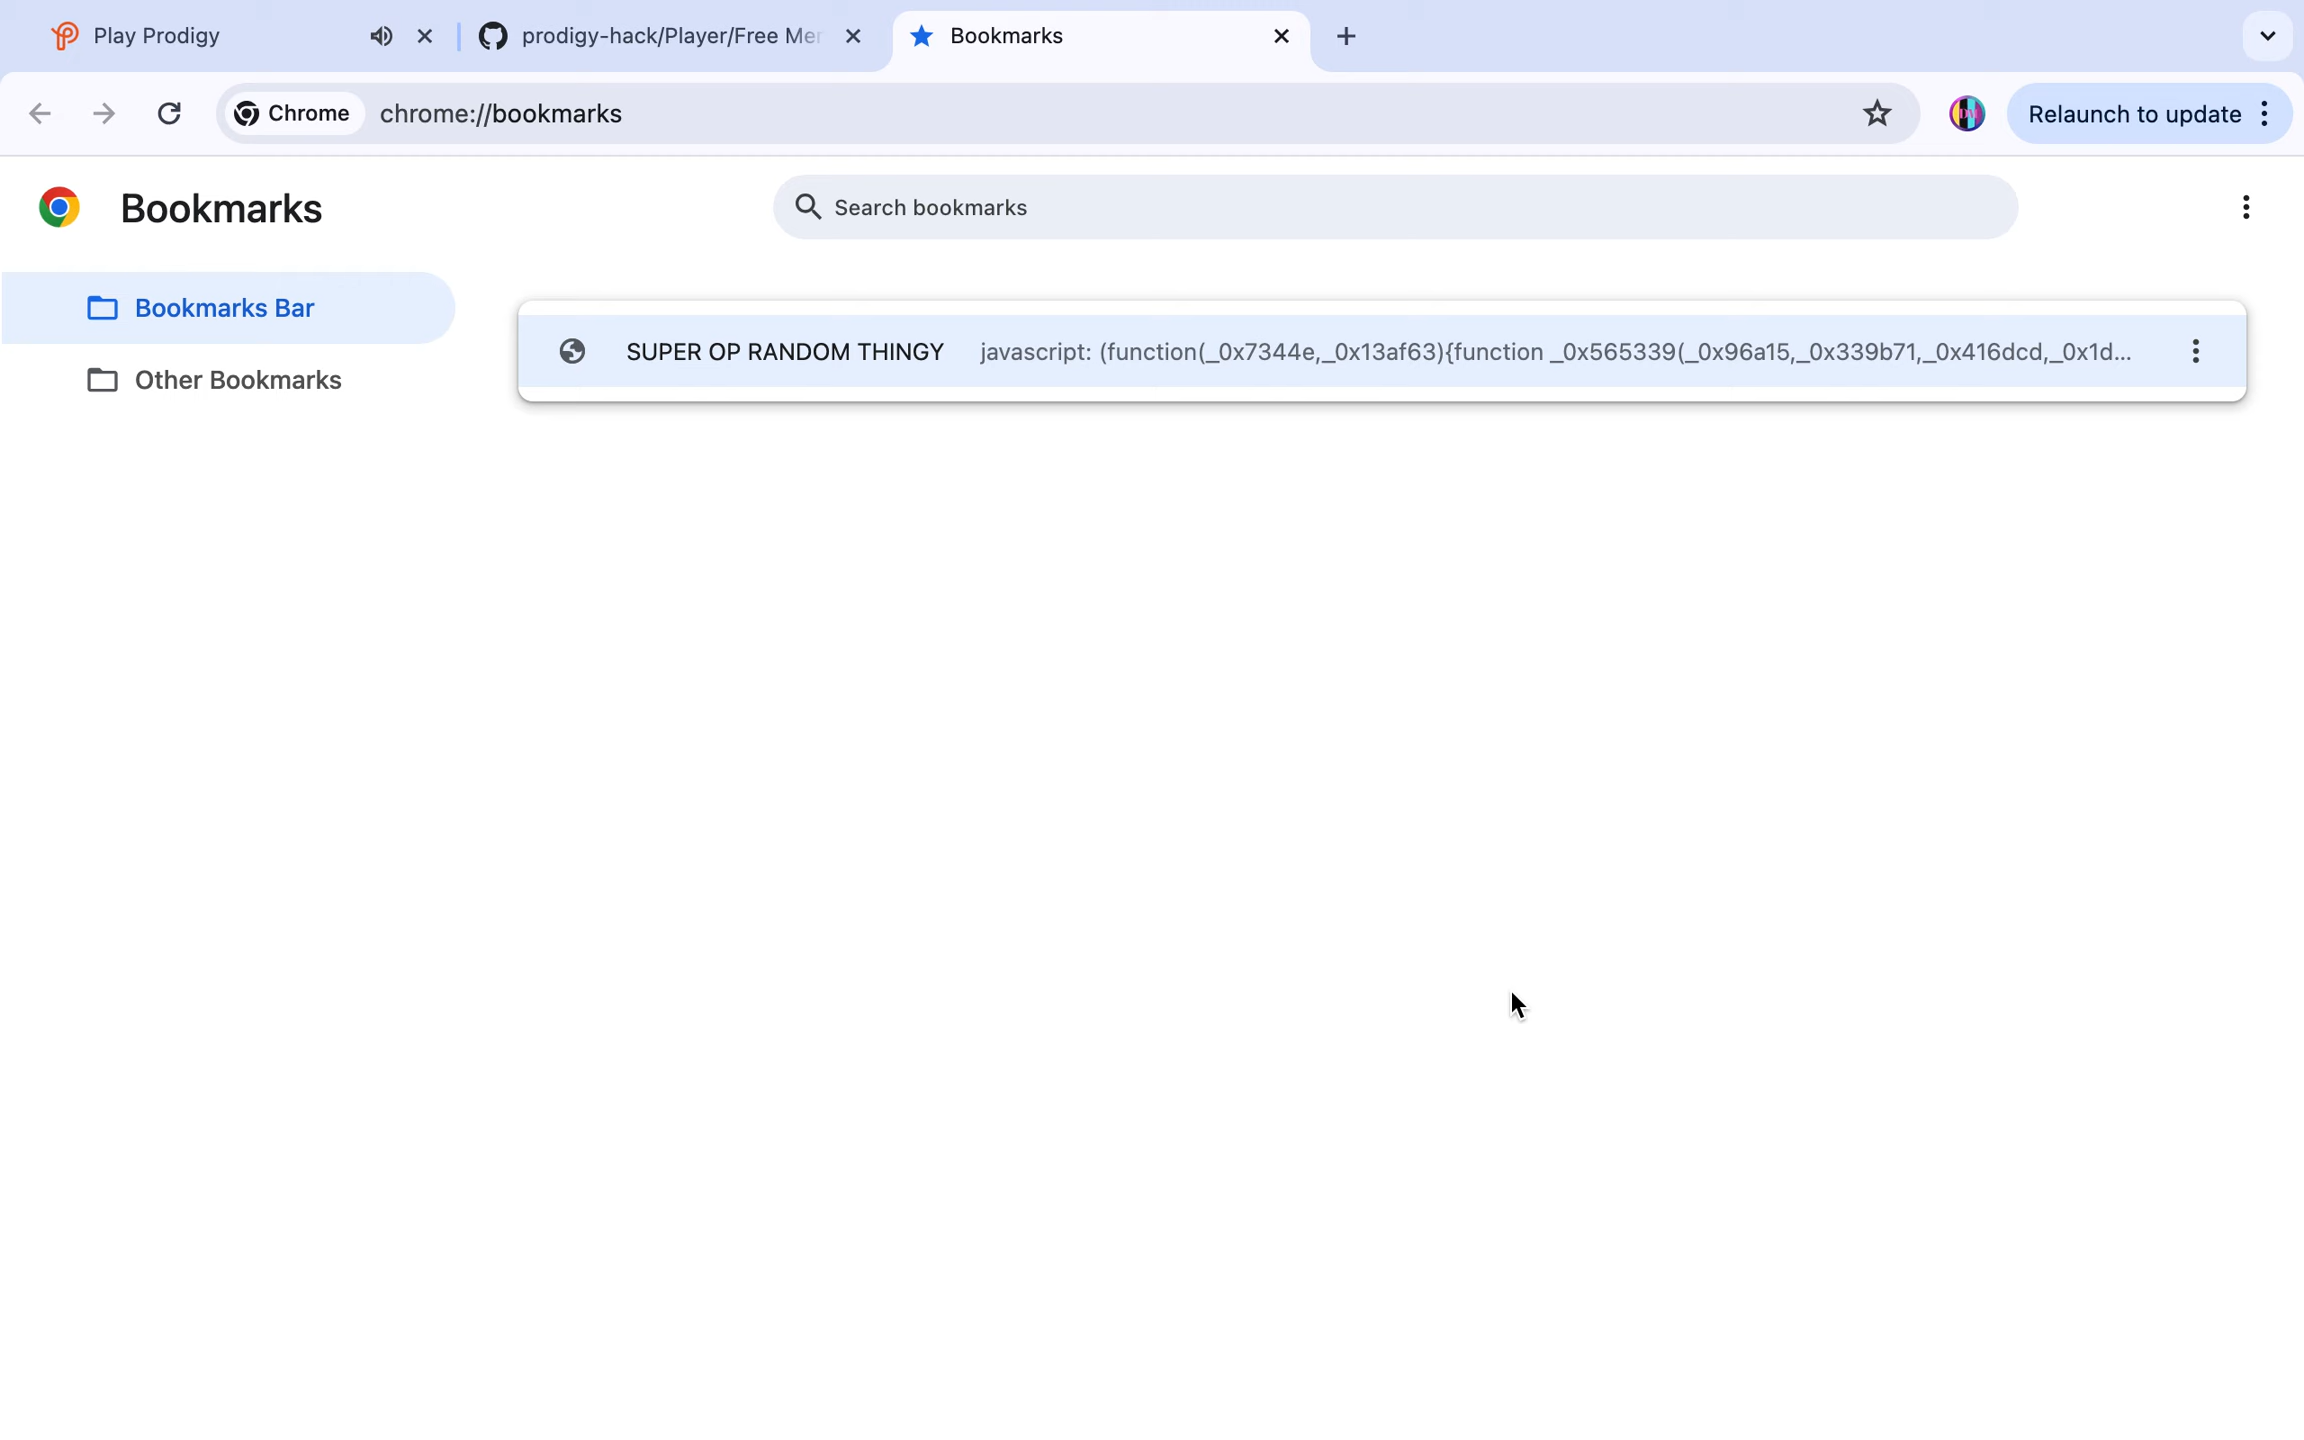 Play Prodigy
prodigy-hack/Player/Free Mer
Bookmarks
Chrome
chrome://bookmarks
Relaunch to update
Bookmarks
Search bookmarks
Bookmarks Bar
SUPER OP RANDOM THINGY javascript: (function(_0x7344e,_0x13af63){function _0x565339(_0x96a15,_0x339b71,_0x416dcd,_0x1d...
Other Bookmarks